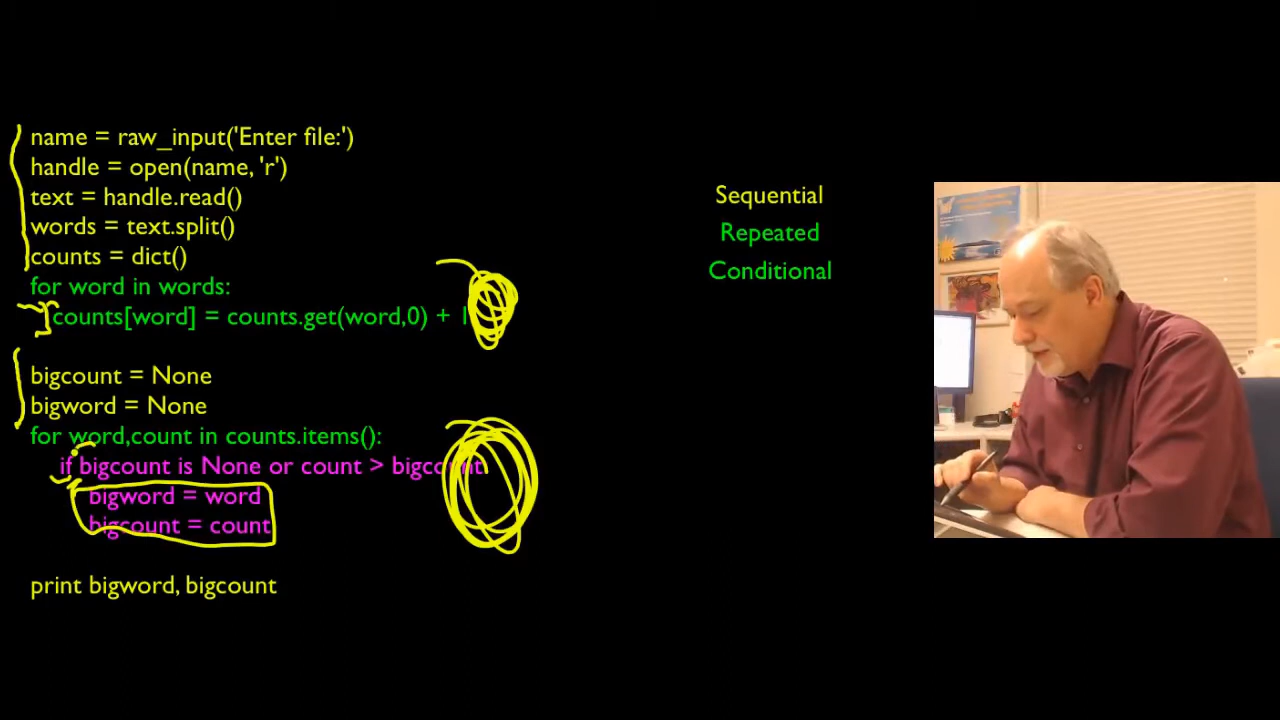 name = raw_input('Enter file:')
handle = open(name, 'r')
text = handle.read()
words = text.split()
counts = dict()
for word in words:
counts[word] = counts.get(word,0) + 1
bigcount = None
bigword = None
for word,count in counts.items():
if bigcount is None or count > bigcount:
bigword = word
bigcount = count
print bigword, bigcount
Sequential
Repeated
Conditional